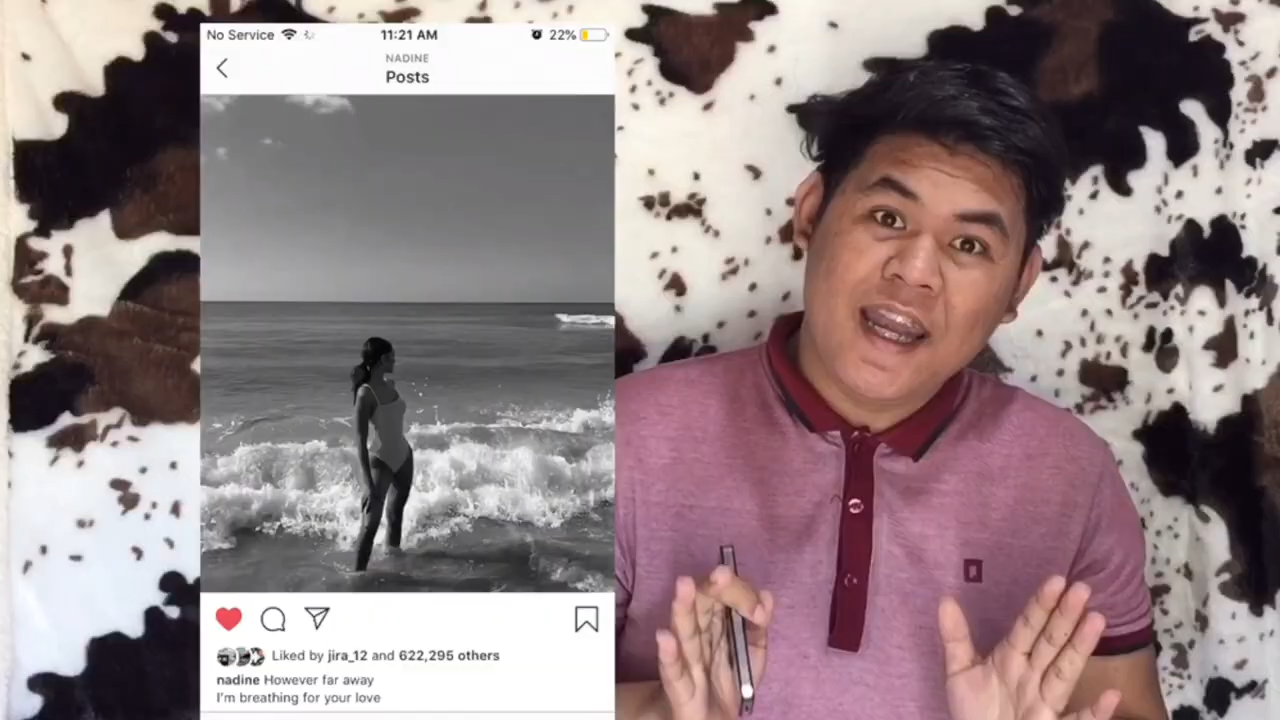 No Service 11:21 AM 22%
NADINE
Posts
Liked by jira_12 and 622,295 others
nadine However far away
I'm breathing for your love